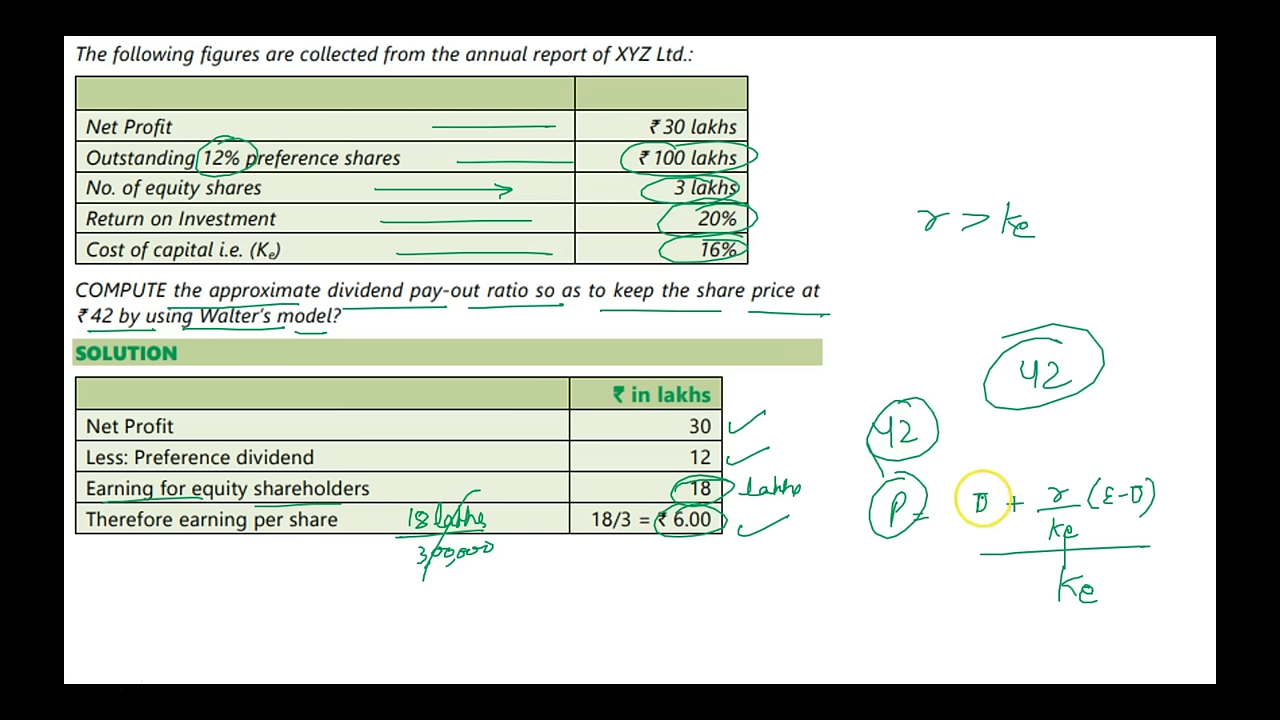 The following figures are collected from the annual report of XYZ Ltd.:
Net Profit ₹ 30 lakhs
Outstanding 12% preference shares ₹ 100 lakhs
No. of equity shares 3 lakhs
Return on Investment 20%
Cost of capital i.e. (Ke) 16%
r > Ke
COMPUTE the approximate dividend pay-out ratio so as to keep the share price at
₹ 42 by using Walter's model?
SOLUTION
42
₹ in lakhs
Net Profit 30
42
Less: Preference dividend 12
Earning for equity shareholders 18 lakhs
Therefore earning per share 18/3 = ₹ 6.00
18 lakhs
3,00,000
P = D + r/Ke (E-D)
Ke